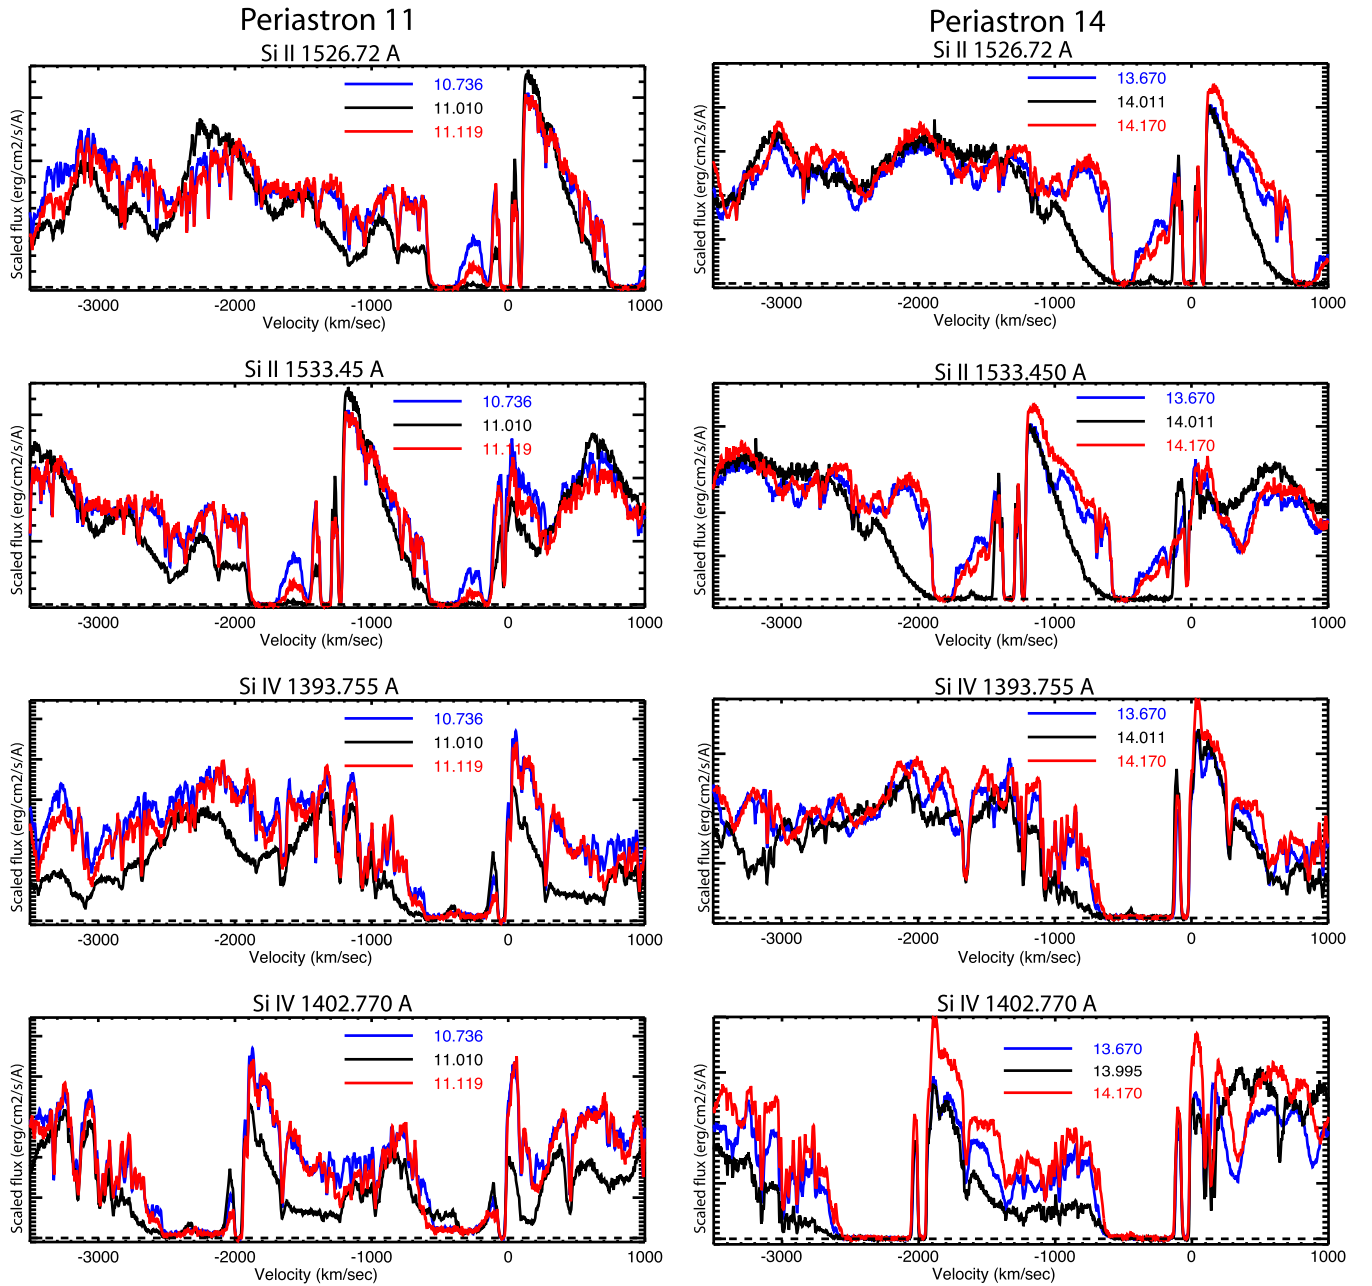 Periastron 11
Periastron 14
Si II 1526.72 A
10.736
11.010
11.119
Scaled flux (erg/cm2/s/A)
-3000 -2000 -1000 0 1000
Velocity (km/sec)
Si II 1526.72 A
13.670
14.011
14.170
Scaled flux (erg/cm2/s/A)
-3000 -2000 -1000 0 1000
Velocity (km/sec)
Si II 1533.45 A
10.736
11.010
11.119
Scaled flux (erg/cm2/s/A)
-3000 -2000 -1000 0 1000
Velocity (km/sec)
Si II 1533.450 A
13.670
14.011
14.170
Scaled flux (erg/cm2/s/A)
-3000 -2000 -1000 0 1000
Velocity (km/sec)
Si IV 1393.755 A
10.736
11.010
11.119
Scaled flux (erg/cm2/s/A)
-3000 -2000 -1000 0 1000
Velocity (km/sec)
Si IV 1393.755 A
13.670
14.011
14.170
Scaled flux (erg/cm2/s/A)
-3000 -2000 -1000 0 1000
Velocity (km/sec)
Si IV 1402.770 A
10.736
11.010
11.119
Scaled flux (erg/cm2/s/A)
-3000 -2000 -1000 0 1000
Velocity (km/sec)
Si IV 1402.770 A
13.670
13.995
14.170
Scaled flux (erg/cm2/s/A)
-3000 -2000 -1000 0 1000
Velocity (km/sec)